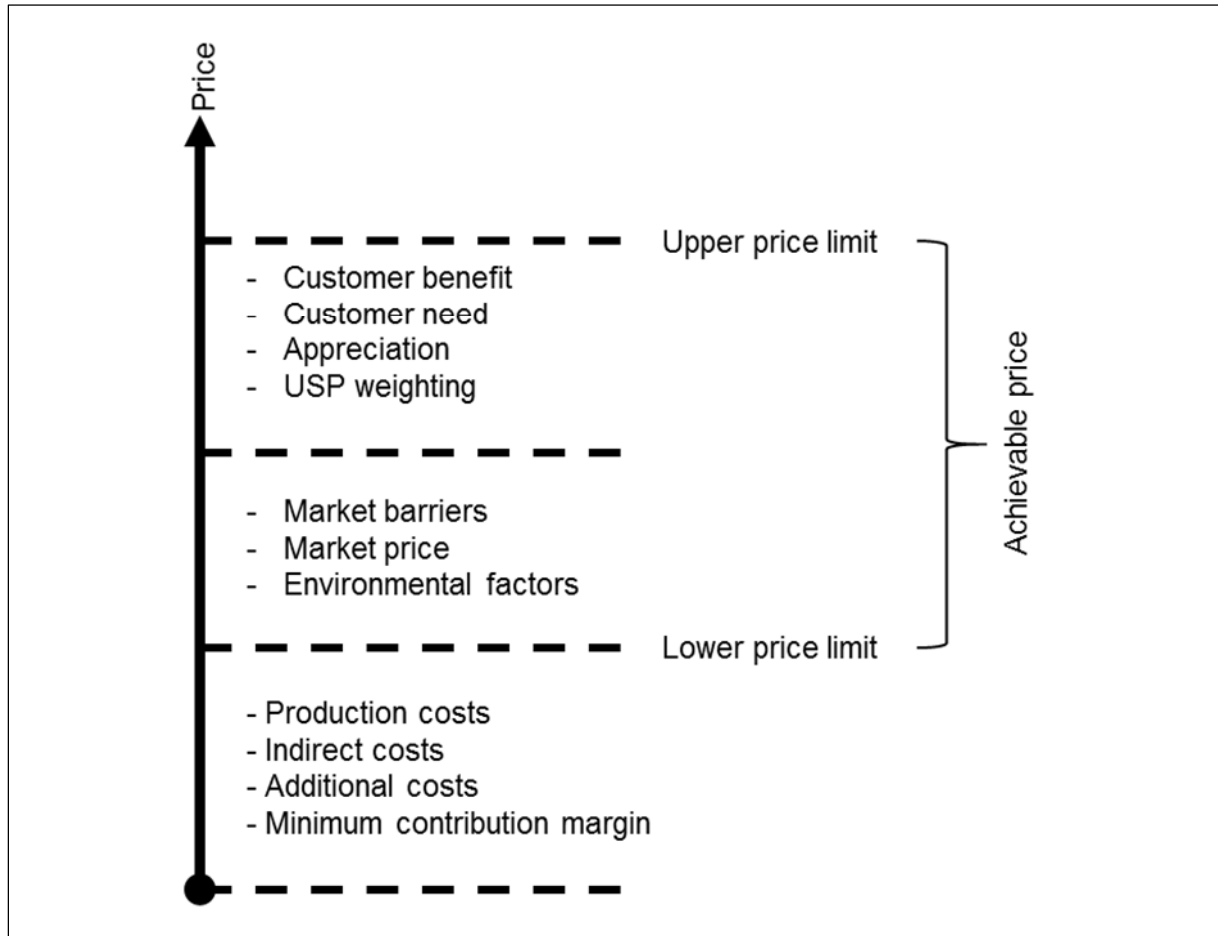 Price
Upper price limit
- Customer benefit
- Customer need
- Appreciation
- USP weighting
Achievable price
- Market barriers
- Market price
- Environmental factors
Lower price limit
- Production costs
- Indirect costs
- Additional costs
- Minimum contribution margin